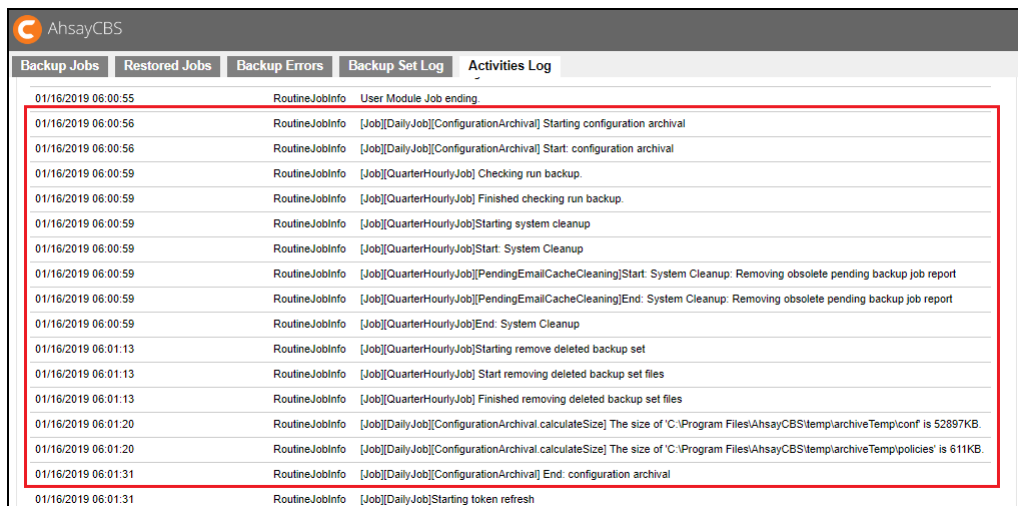 AhsayCBS
Backup Jobs Restored Jobs Backup Errors Backup Set Log Activities Log
01/16/2019 06:00:55 RoutineJobInfo User Module Job ending.
01/16/2019 06:00:56 RoutineJobInfo [Job][DailyJob][ConfigurationArchival] Starting configuration archival
01/16/2019 06:00:56 RoutineJobInfo [Job][DailyJob][ConfigurationArchival] Start: configuration archival
01/16/2019 06:00:59 RoutineJobInfo [Job][QuarterHourlyJob] Checking run backup.
01/16/2019 06:00:59 RoutineJobInfo [Job][QuarterHourlyJob] Finished checking run backup.
01/16/2019 06:00:59 RoutineJobInfo [Job][QuarterHourlyJob]Starting system cleanup
01/16/2019 06:00:59 RoutineJobInfo [Job][QuarterHourlyJob]Start: System Cleanup
01/16/2019 06:00:59 RoutineJobInfo [Job][QuarterHourlyJob][PendingEmailCacheCleaning]Start: System Cleanup: Removing obsolete pending backup job report
01/16/2019 06:00:59 RoutineJobInfo [Job][QuarterHourlyJob][PendingEmailCacheCleaning]End: System Cleanup: Removing obsolete pending backup job report
01/16/2019 06:00:59 RoutineJobInfo [Job][QuarterHourlyJob]End: System Cleanup
01/16/2019 06:01:13 RoutineJobInfo [Job][QuarterHourlyJob]Starting remove deleted backup set
01/16/2019 06:01:13 RoutineJobInfo [Job][QuarterHourlyJob] Start removing deleted backup set files
01/16/2019 06:01:13 RoutineJobInfo [Job][QuarterHourlyJob] Finished removing deleted backup set files
01/16/2019 06:01:20 RoutineJobInfo [Job][DailyJob][ConfigurationArchival.calculateSize] The size of 'C:\Program Files\AhsayCBS\temp\archiveTemp\conf' is 52897KB.
01/16/2019 06:01:20 RoutineJobInfo [Job][DailyJob][ConfigurationArchival.calculateSize] The size of 'C:\Program Files\AhsayCBS\temp\archiveTemp\policies' is 611KB.
01/16/2019 06:01:31 RoutineJobInfo [Job][DailyJob][ConfigurationArchival] End: configuration archival
01/16/2019 06:01:31 RoutineJobInfo [Job][DailyJob]Starting token refresh